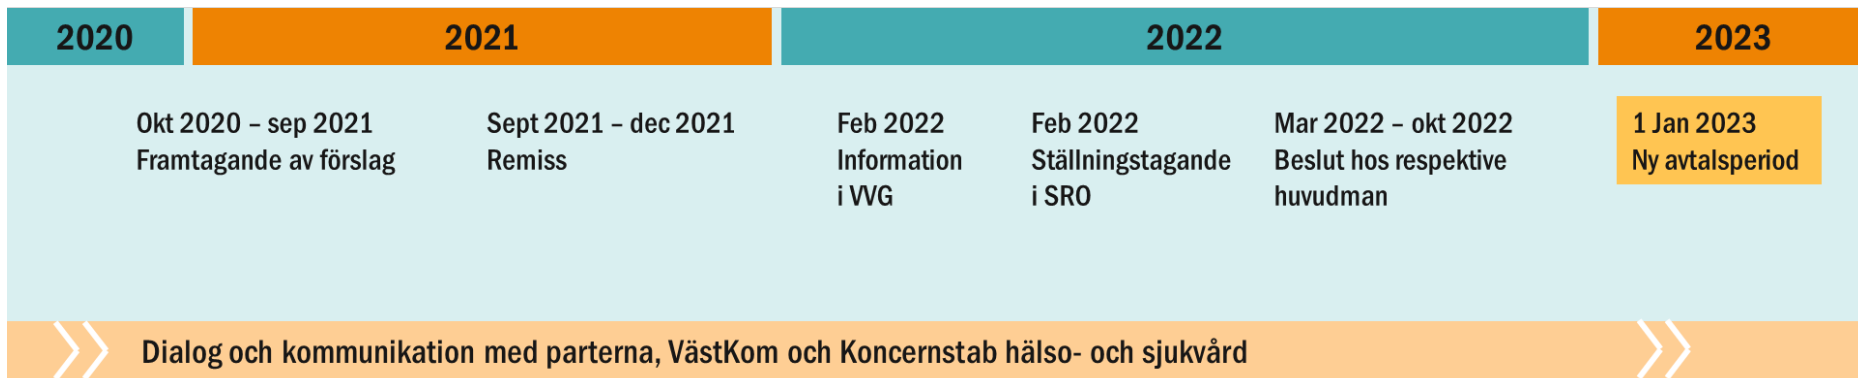 2020
2021
2022
2023
Okt 2020 – sep 2021
Framtagande av förslag
Sept 2021 – dec 2021
Remiss
Feb 2022
Information
i VVG
Feb 2022
Ställningstagande
i SRO
Mar 2022 – okt 2022
Beslut hos respektive
huvudman
1 Jan 2023
Ny avtalsperiod
Dialog och kommunikation med parterna, VästKom och Koncernstab hälso- och sjukvård